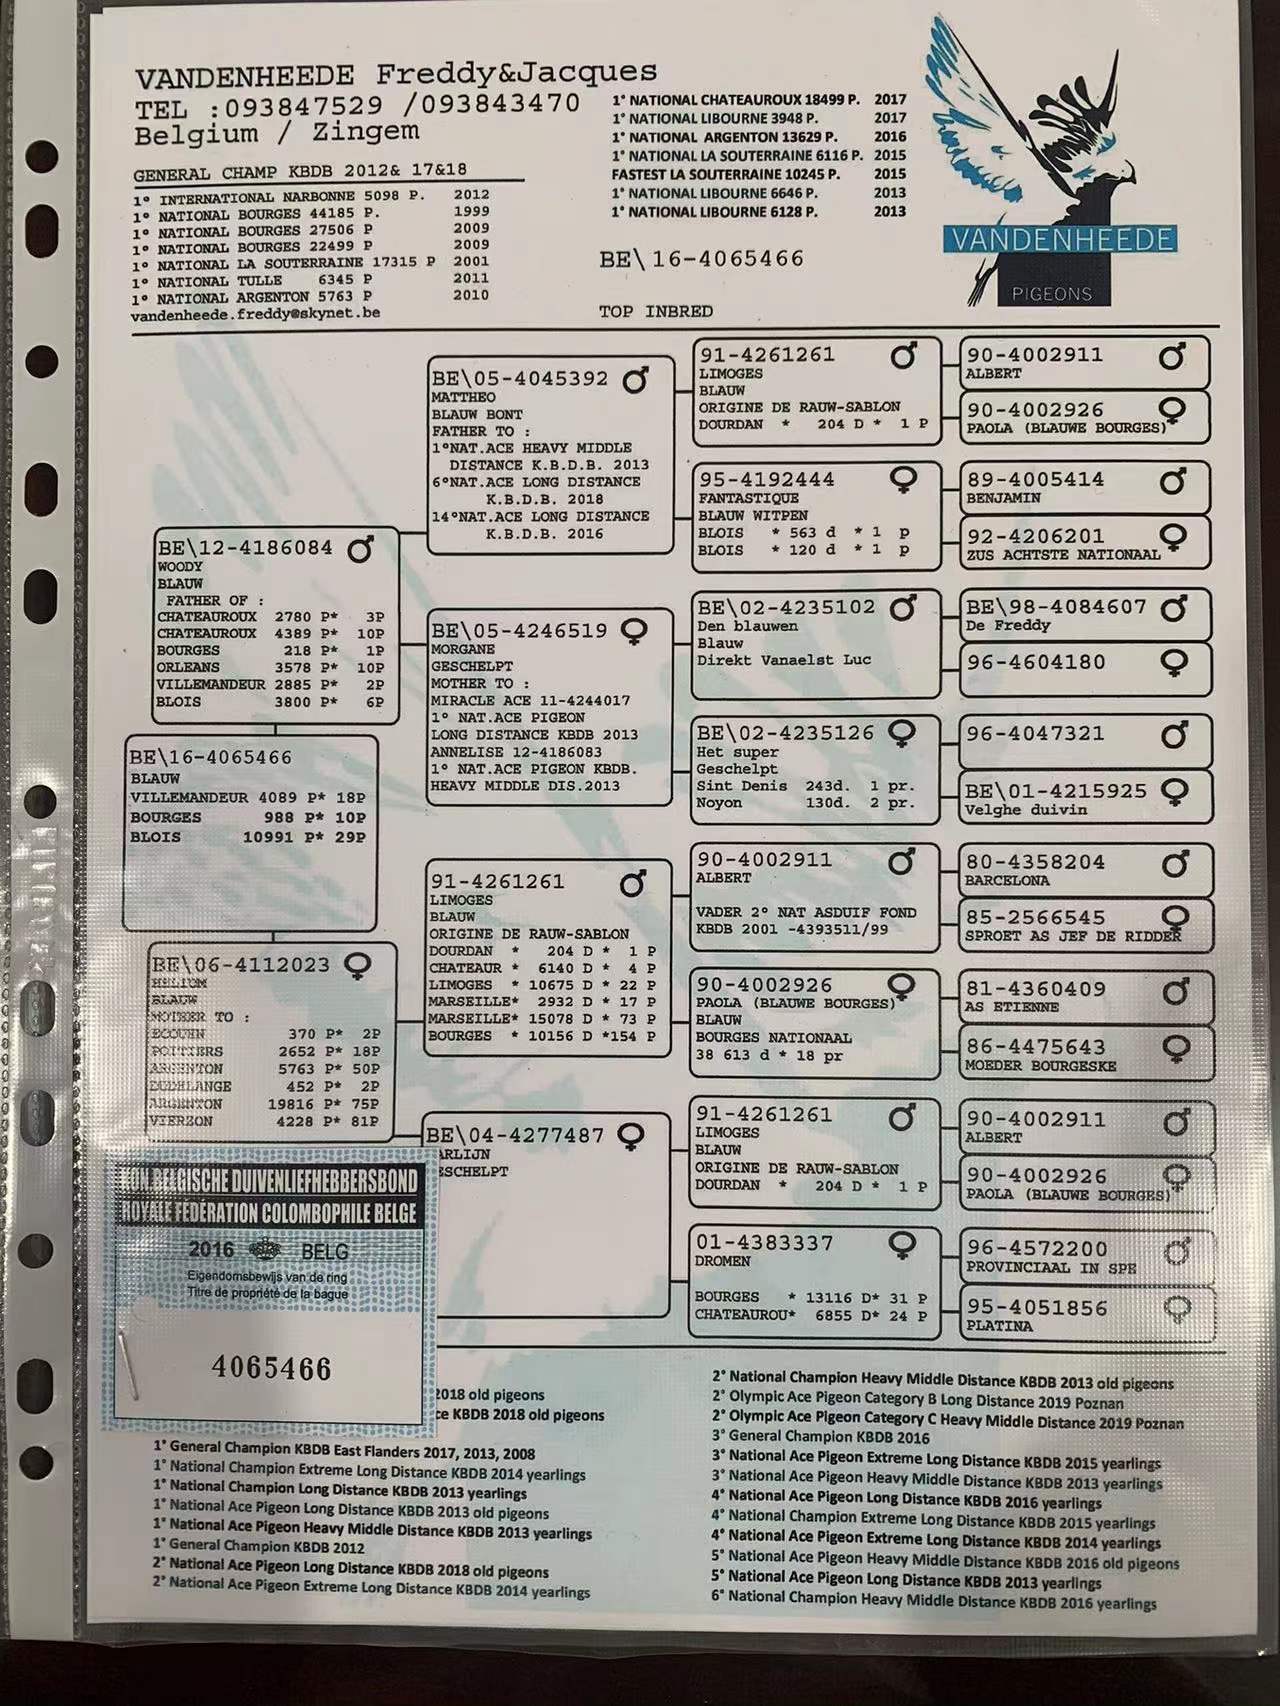 VANDENHEEDE Freddy&Jacques
TEL :093847529 /093843470
Belgium / Zingem
GENERAL CHAMP KBDB 2012& 17&18
1º INTERNATIONAL NARBONNE 5098 P. 2012
1º NATIONAL BOURGES 44185 P. 1999
1º NATIONAL BOURGES 27506 P 2009
1º NATIONAL BOURGES 22499 P 2009
1º NATIONAL LA SOUTERRAINE 17315 P 2001
1º NATIONAL TULLE 6345 P 2011
1º NATIONAL ARGENTON 5763 P 2010
vandenheede.freddy@skynet.be
1° NATIONAL CHATEAUROUX 18499 P. 2017
1° NATIONAL LIBOURNE 3948 P. 2017
1° NATIONAL ARGENTON 13629 P. 2016
1° NATIONAL LA SOUTERRAINE 6116 P. 2015
FASTEST LA SOUTERRAINE 10245 P. 2015
1° NATIONAL LIBOURNE 6646 P. 2013
1° NATIONAL LIBOURNE 6128 P. 2013
BE\ 16-4065466
TOP INBRED
VANDENHEEDE
PIGEONS
BE\16-4065466
BLAUW
VILLEMANDEUR 4089 P* 18P
BOURGES 988 P* 10P
BLOIS 10991 P* 29P
BE\12-4186084 ♂
WOODY
BLAUW
FATHER OF :
CHATEAUROUX 2780 P* 3P
CHATEAUROUX 4389 P* 10P
BOURGES 218 P* 1P
ORLEANS 3578 P* 10P
VILLEMANDEUR 2885 P* 2P
BLOIS 3800 P* 6P
BE\06-4112023 ♀
HELIUM
BLAUW
MOTHER TO :
ECOUEN 370 P* 2P
POITIERS 2652 P* 18P
ARGENTON 5763 P* 50P
DUDELANGE 452 P* 2P
ARGENTON 19816 P* 75P
VIERZON 4228 P* 81P
BE\05-4045392 ♂
MATTHEO
BLAUW BONT
FATHER TO :
1ºNAT.ACE HEAVY MIDDLE
DISTANCE K.B.D.B. 2013
6ºNAT.ACE LONG DISTANCE
K.B.D.B. 2018
14ºNAT.ACE LONG DISTANCE
K.B.D.B. 2016
BE\05-4246519 ♀
MORGANE
GESCHELPT
MOTHER TO :
MIRACLE ACE 11-4244017
1º NAT.ACE PIGEON
LONG DISTANCE KBDB 2013
ANNELISE 12-4186083
1º NAT.ACE PIGEON KBDB.
HEAVY MIDDLE DIS.2013
91-4261261 ♂
LIMOGES
BLAUW
ORIGINE DE RAUW-SABLON
DOURDAN * 204 D * 1 P
CHATEAUR * 6140 D * 4 P
LIMOGES * 10675 D * 22 P
MARSEILLE* 2932 D * 17 P
MARSEILLE* 15078 D * 73 P
BOURGES * 10156 D *154 P
BE\04-4277487 ♀
ARLIJN
ESCHELPT
91-4261261 ♂
LIMOGES
BLAUW
ORIGINE DE RAUW-SABLON
DOURDAN * 204 D * 1 P
95-4192444 ♀
FANTASTIQUE
BLAUW WITPEN
BLOIS * 563 d * 1 p
BLOIS * 120 d * 1 p
BE\02-4235102 ♂
Den blauwen
Blauw
Direkt Vanaelst Luc
BE\02-4235126 ♀
Het super
Geschelpt
Sint Denis 243d. 1 pr.
Noyon 130d. 2 pr.
90-4002911 ♂
ALBERT
VADER 2º NAT ASDUIF FOND
KBDB 2001 -4393511/99
90-4002926 ♀
PAOLA (BLAUWE BOURGES)
BLAUW
BOURGES NATIONAAL
38 613 d * 18 pr
91-4261261 ♂
LIMOGES
BLAUW
ORIGINE DE RAUW-SABLON
DOURDAN * 204 D * 1 P
01-4383337 ♀
DROMEN
BOURGES * 13116 D* 31 P
CHATEAUROU* 6855 D* 24 P
90-4002911 ♂
ALBERT
90-4002926 ♀
PAOLA (BLAUWE BOURGES)
89-4005414 ♂
BENJAMIN
92-4206201 ♀
ZUS ACHTSTE NATIONAAL
BE\98-4084607 ♂
De Freddy
96-4604180 ♀
96-4047321 ♂
BE\01-4215925 ♀
Velghe duivin
80-4358204 ♂
BARCELONA
85-2566545 ♀
SPROET AS JEF DE RIDDER
81-4360409 ♂
AS ETIENNE
86-4475643 ♀
MOEDER BOURGESKE
90-4002911 ♂
ALBERT
90-4002926 ♀
PAOLA (BLAUWE BOURGES)
96-4572200 ♂
PROVINCIAAL IN SPE
95-4051856 ♀
PLATINA
KON.BELGISCHE DUIVENLIEFHEBBERSBOND
ROYALE FEDERATION COLOMBOPHILE BELGE
2016 BELG
Eigendomsbewijs van de ring
Titre de propriété de la bague
4065466
2018 old pigeons
ce KBDB 2018 old pigeons
1° General Champion KBDB East Flanders 2017, 2013, 2008
1° National Champion Extreme Long Distance KBDB 2014 yearlings
1° National Champion Long Distance KBDB 2013 yearlings
1° National Ace Pigeon Long Distance KBDB 2013 old pigeons
1° National Ace Pigeon Heavy Middle Distance KBDB 2013 yearlings
1° General Champion KBDB 2012
2° National Ace Pigeon Long Distance KBDB 2018 old pigeons
2° National Ace Pigeon Extreme Long Distance KBDB 2014 yearlings
2° National Champion Heavy Middle Distance KBDB 2013 old pigeons
2° Olympic Ace Pigeon Category B Long Distance 2019 Poznan
2° Olympic Ace Pigeon Category C Heavy Middle Distance 2019 Poznan
3° General Champion KBDB 2016
3° National Ace Pigeon Extreme Long Distance KBDB 2015 yearlings
3° National Ace Pigeon Heavy Middle Distance KBDB 2013 yearlings
4° National Ace Pigeon Long Distance KBDB 2016 yearlings
4° National Champion Extreme Long Distance KBDB 2015 yearlings
4° National Ace Pigeon Extreme Long Distance KBDB 2014 yearlings
5° National Ace Pigeon Heavy Middle Distance KBDB 2016 old pigeons
5° National Ace Pigeon Long Distance KBDB 2013 yearlings
6° National Champion Heavy Middle Distance KBDB 2016 yearlings